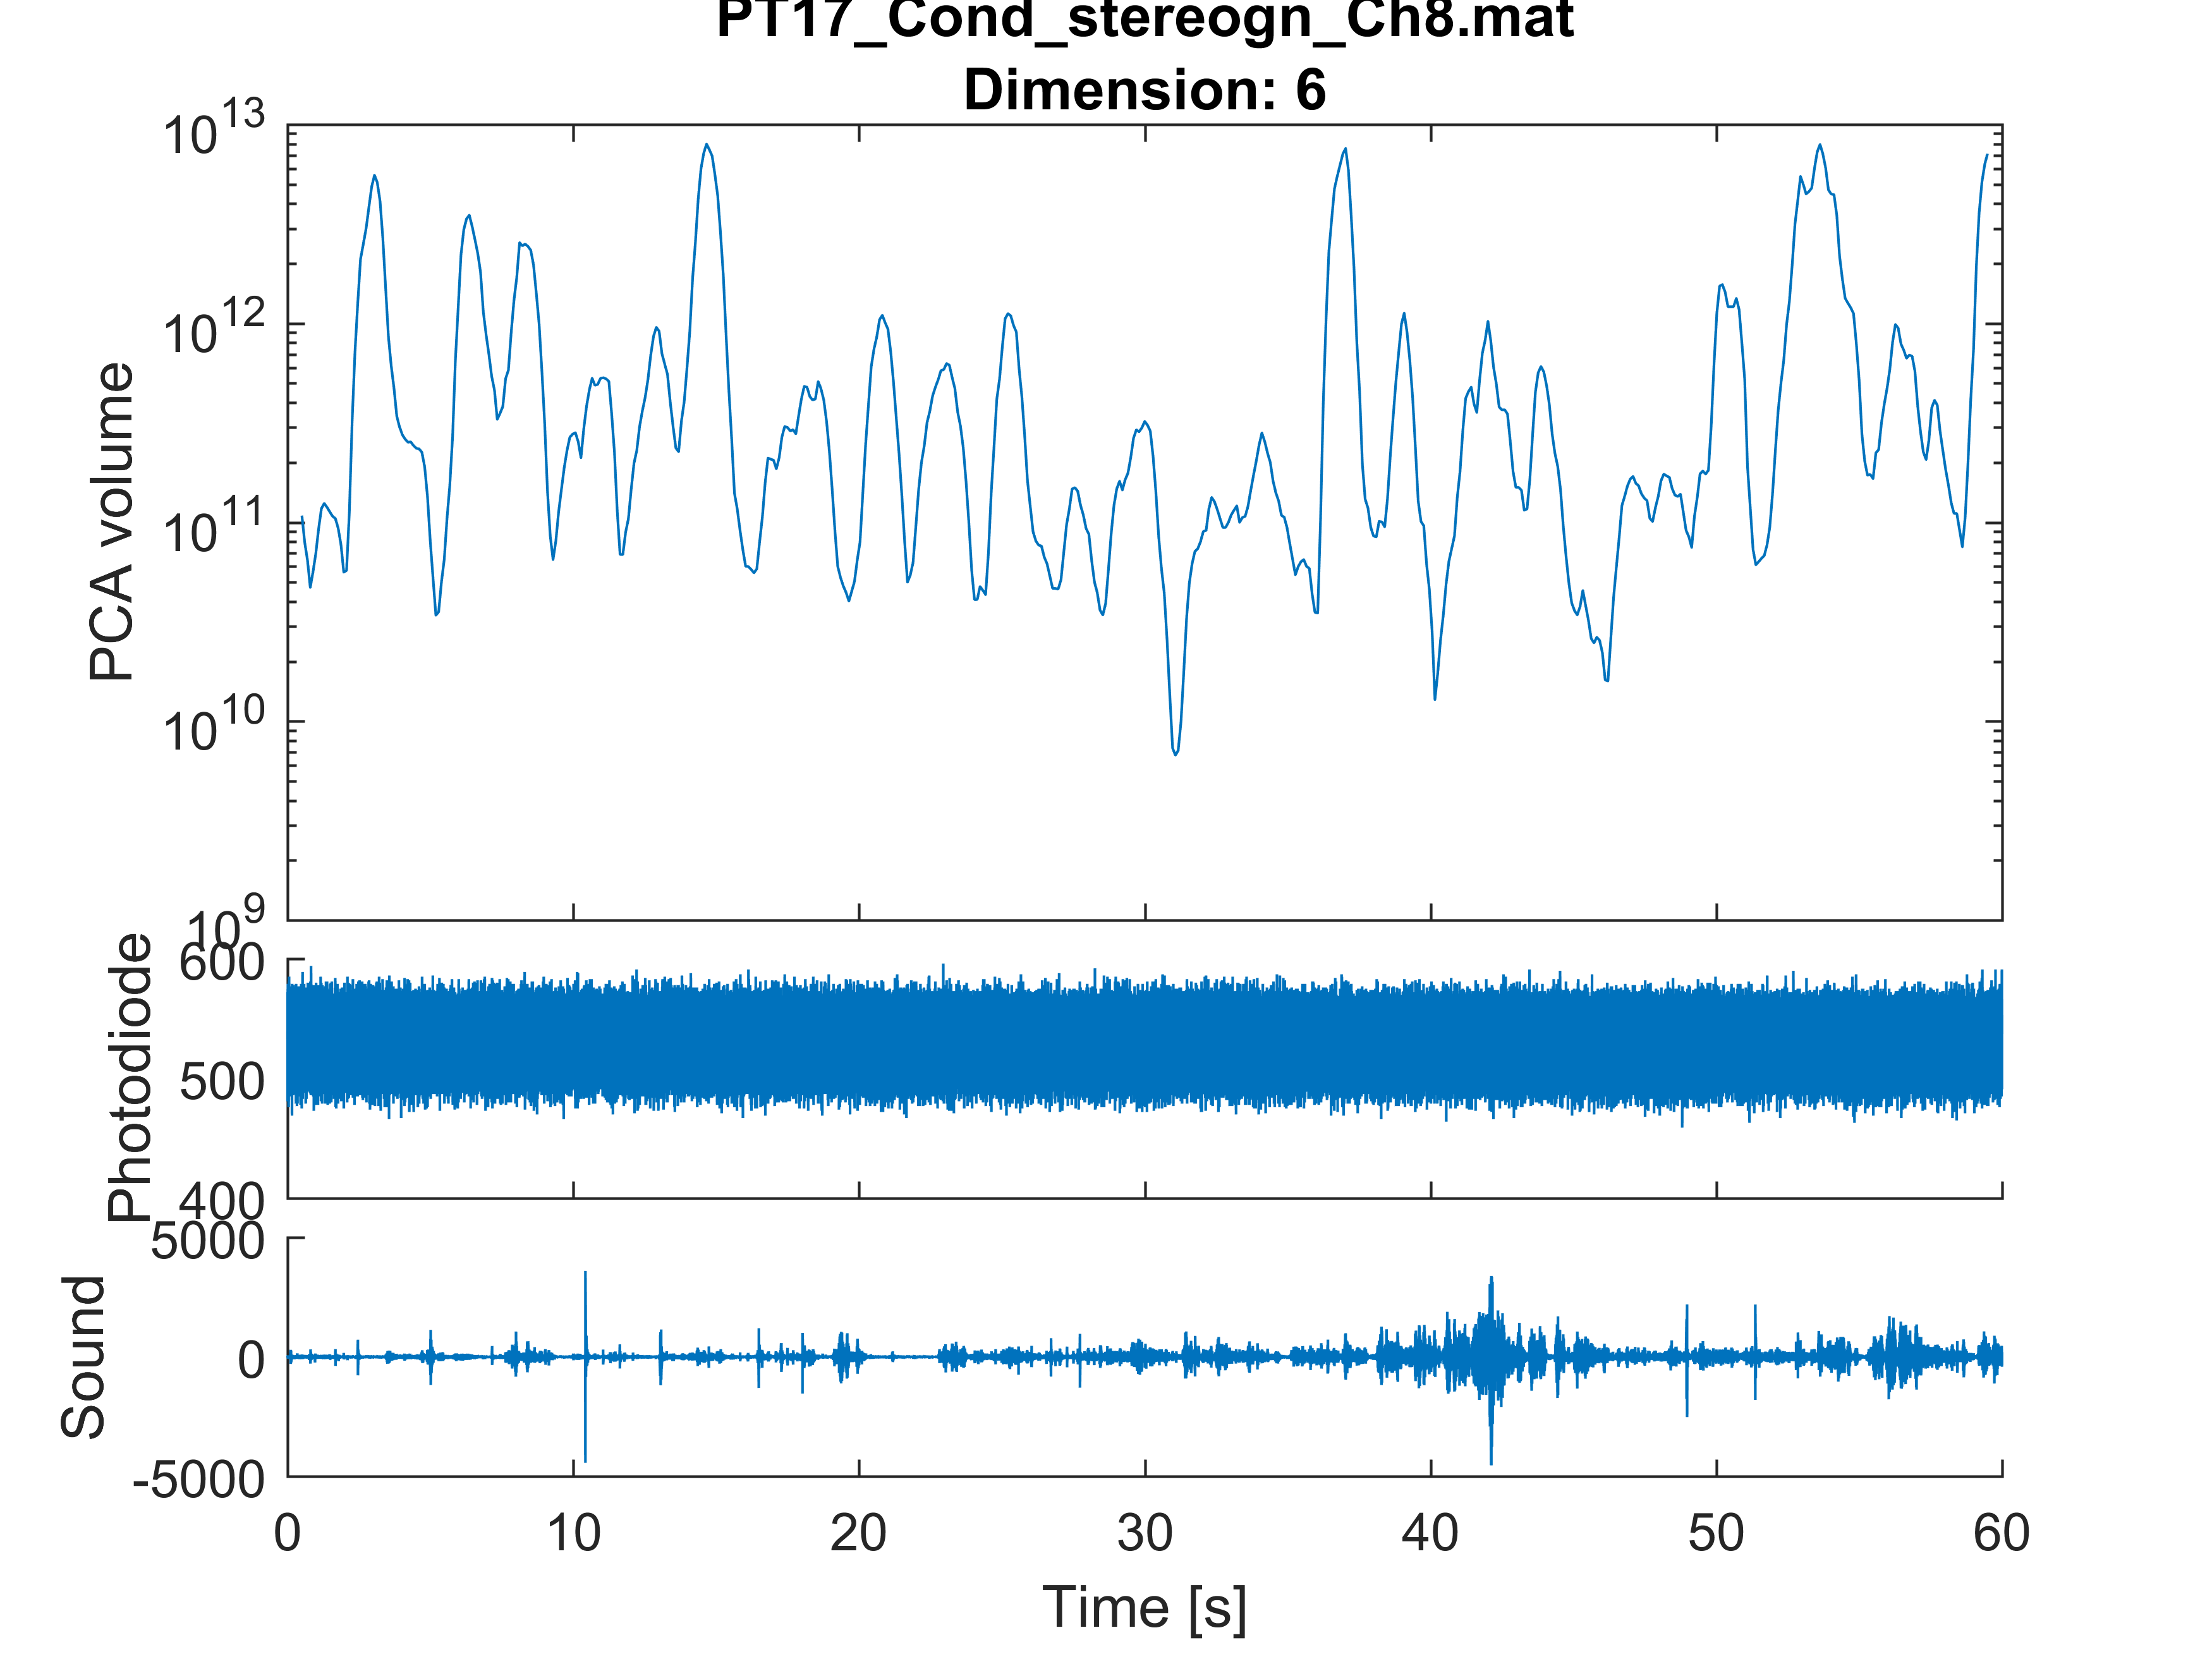 PT17_Cond_stereogn_Ch8.mat
Dimension: 6
PCA volume
10^13
10^12
10^11
10^10
10^9
Photodiode
600
500
400
Sound
5000
0
-5000
0 10 20 30 40 50 60
Time [s]